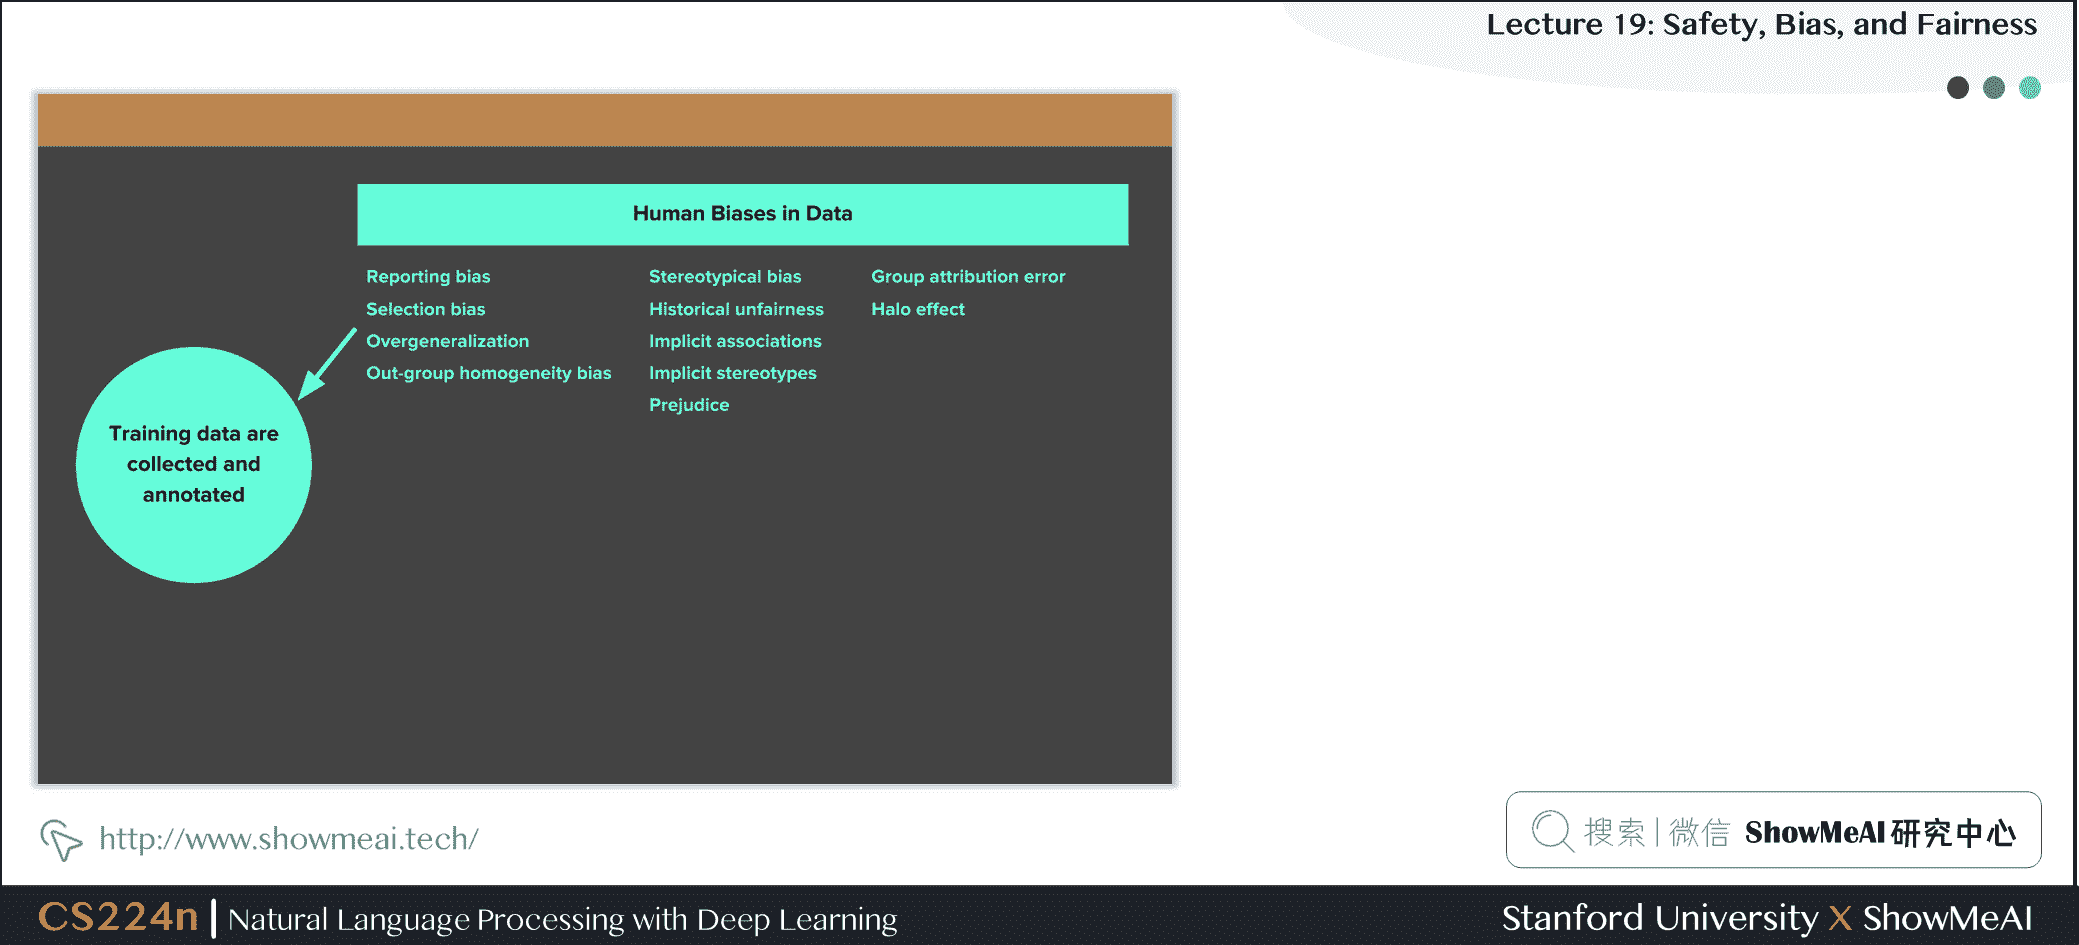 Lecture 19: Safety, Bias, and Fairness
Human Biases in Data
Reporting bias
Selection bias
Overgeneralization
Out-group homogeneity bias
Stereotypical bias
Historical unfairness
Implicit associations
Implicit stereotypes
Prejudice
Group attribution error
Halo effect
Training data are
collected and
annotated
http://www.showmeai.tech/
搜索 | 微信 ShowMeAI 研究中心
CS224n | Natural Language Processing with Deep Learning
Stanford University X ShowMeAI